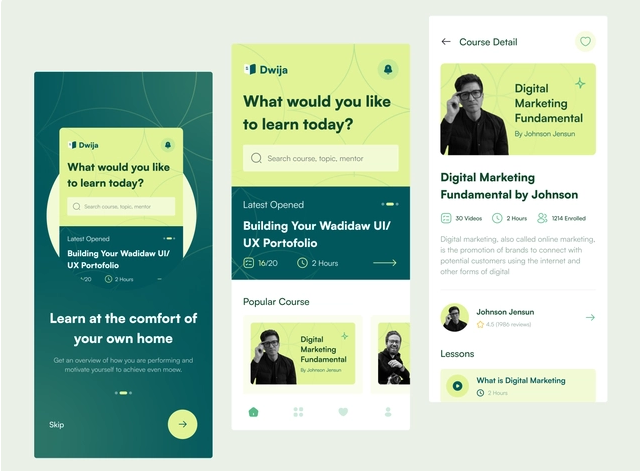 Dwija
What would you like
to learn today?
Search course, topic, mentor
Latest Opened
Building Your Wadidaw UI/
UX Portofolio
2 Hours
Learn at the comfort of
your own home
Get an overview of how you are performing and
motivate yourself to achieve even moew.
Skip
Dwija
What would you like
to learn today?
Search course, topic, mentor
Latest Opened
Building Your Wadidaw UI/
UX Portofolio
16/20
2 Hours
Popular Course
Digital
Marketing
Fundamental
By Johnson Jensun
Course Detail
Digital
Marketing
Fundamental
By Johnson Jensun
Digital Marketing
Fundamental by Johnson
30 Videos
2 Hours
1214 Enrolled
Digital marketing, also called online marketing,
is the promotion of brands to connect with
potential customers using the internet and
other forms of digital
Johnson Jensun
4.5 (1986 reviews)
Lessons
What is Digital Marketing
2 Hours